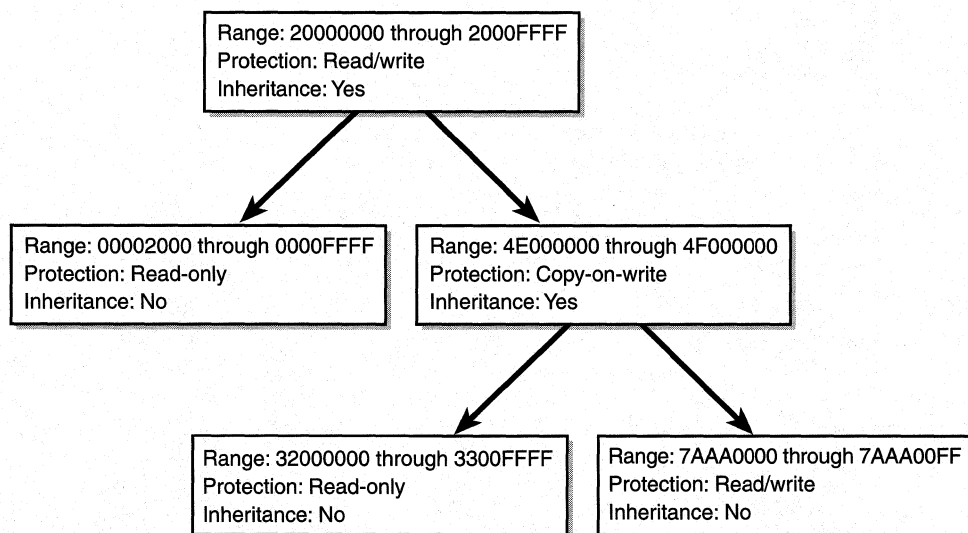 Range: 20000000 through 2000FFFF
Protection: Read/write
Inheritance: Yes
Range: 00002000 through 0000FFFF
Protection: Read-only
Inheritance: No
Range: 4E000000 through 4F000000
Protection: Copy-on-write
Inheritance: Yes
Range: 32000000 through 3300FFFF
Protection: Read-only
Inheritance: No
Range: 7AAA0000 through 7AAA00FF
Protection: Read/write
Inheritance: No